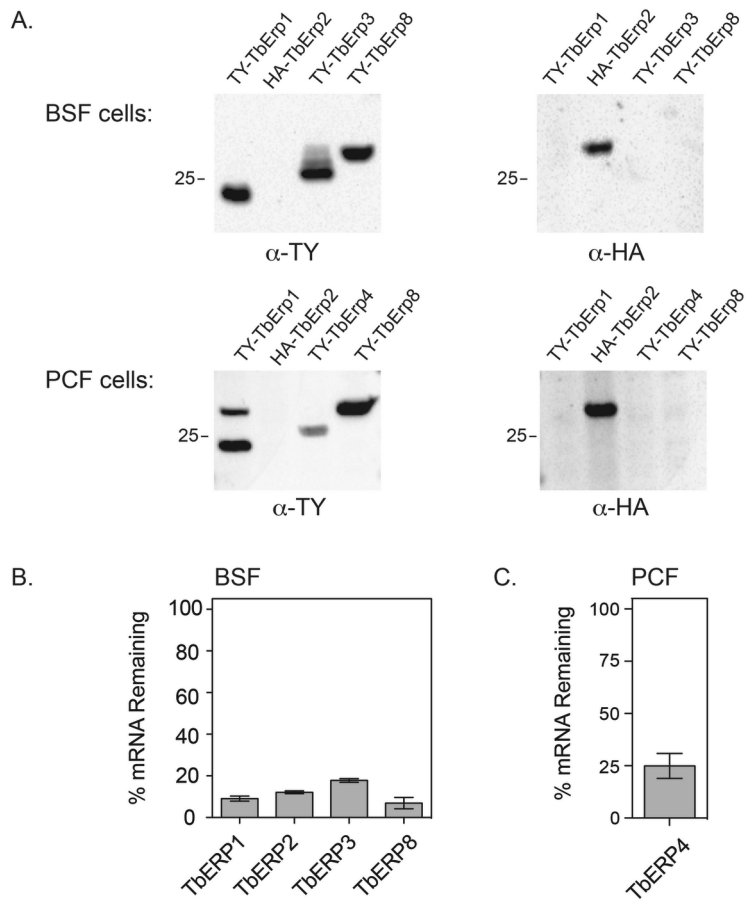 A.
TY-TbErp1
HA-TbErp2
TY-TbErp3
TY-TbErp8
TY-TbErp1
HA-TbErp2
TY-TbErp3
TY-TbErp8
BSF cells:
25–
25–
α-TY
α-HA
TY-TbErp1
HA-TbErp2
TY-TbErp4
TY-TbErp8
TY-TbErp1
HA-TbErp2
TY-TbErp4
TY-TbErp8
PCF cells:
25–
25–
α-TY
α-HA
B.
BSF
% mRNA Remaining
100
80
60
40
20
0
TbERP1
TbERP2
TbERP3
TbERP8
C.
PCF
% mRNA Remaining
100
75
50
25
0
TbERP4